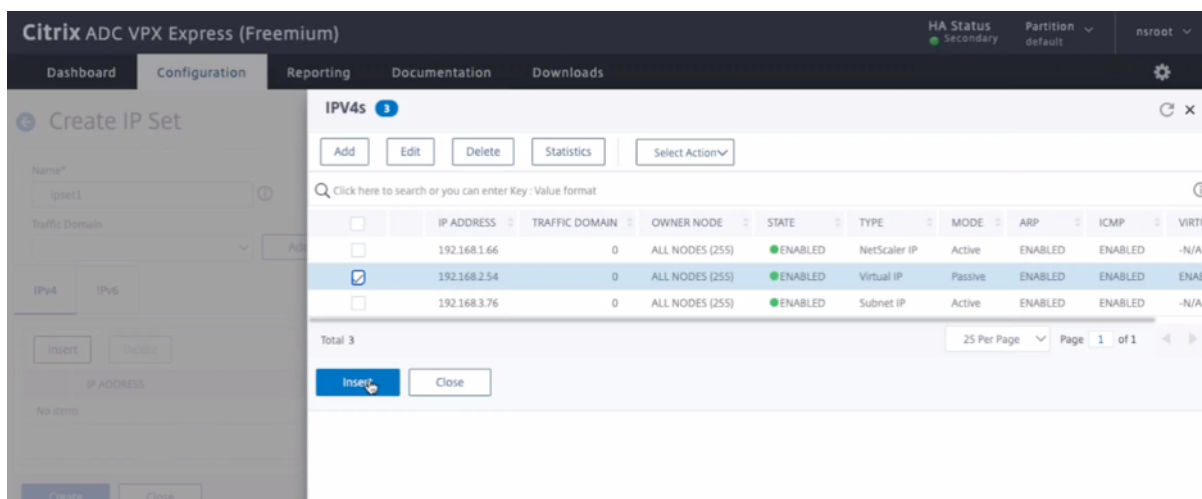 Citrix ADC VPX Express (Freemium)
HA Status
Secondary
Partition
default
nsroot
Dashboard Configuration Reporting Documentation Downloads
Create IP Set
Name*
ipset1
Traffic Domain
Add
IPv4 IPv6
Insert Delete
IP ADDRESS
No items
Create Close
IPV4s 3
Add Edit Delete Statistics Select Action
Click here to search or you can enter Key : Value format
IP ADDRESS TRAFFIC DOMAIN OWNER NODE STATE TYPE MODE ARP ICMP VIRTU
192.168.1.66 0 ALL NODES (255) ENABLED NetScaler IP Active ENABLED ENABLED -N/A
192.168.2.54 0 ALL NODES (255) ENABLED Virtual IP Passive ENABLED ENABLED ENAB
192.168.3.76 0 ALL NODES (255) ENABLED Subnet IP Active ENABLED ENABLED -N/A
Total 3
25 Per Page Page 1 of 1
Insert Close